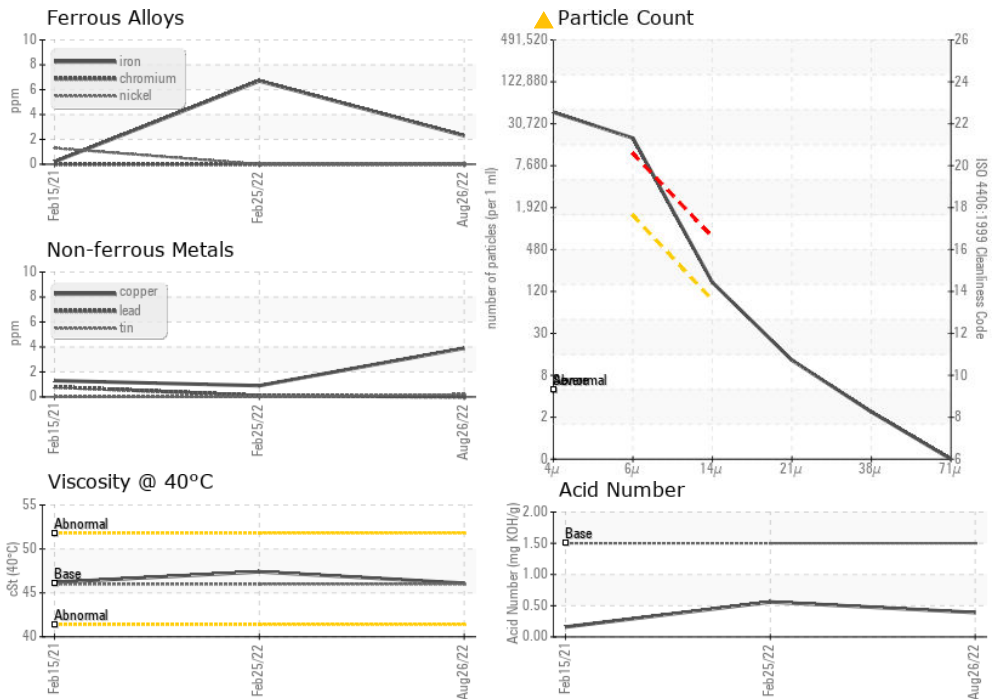 Ferrous Alloys
10
8
6
4
2
0
ppm
iron
chromium
nickel
Feb15/21
Feb25/22
Aug26/22
Non-ferrous Metals
10
8
6
4
2
0
ppm
copper
lead
tin
Feb15/21
Feb25/22
Aug26/22
Viscosity @ 40°C
55
50
45
40
cSt (40°C)
Abnormal
Base
Abnormal
Feb15/21
Feb25/22
Aug26/22
Particle Count
491,520
122,880
30,720
7,680
1,920
480
120
30
8
2
0
number of particles (per 1 ml)
Abnormal
4µ
6µ
14µ
21µ
38µ
71µ
26
24
22
20
18
16
14
12
10
8
6
ISO 4406:1999 Cleanliness Code
Acid Number
2.00
1.50
1.00
0.50
0.00
Acid Number (mg KOH/g)
Base
Feb15/21
Feb25/22
Aug26/22